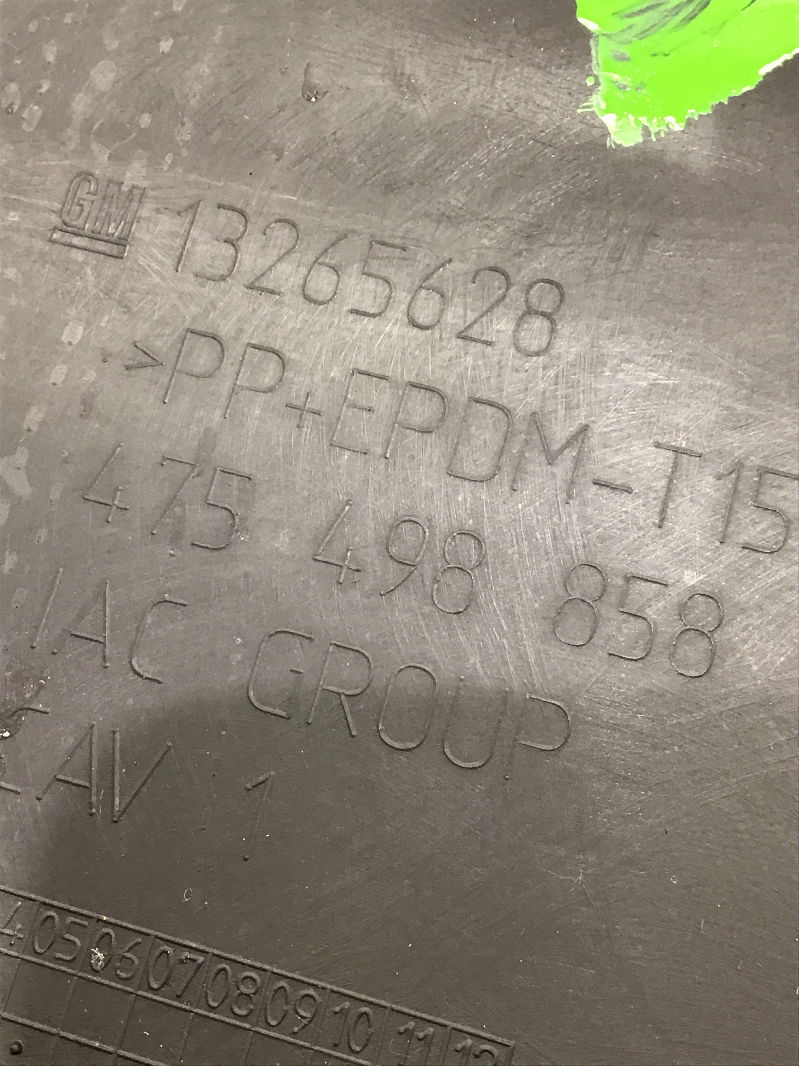 GM 13265628
>PP+EPDM-T15
475 498 858
IAC GROUP
CAV 1
05 06 07 08 09 10 11 12